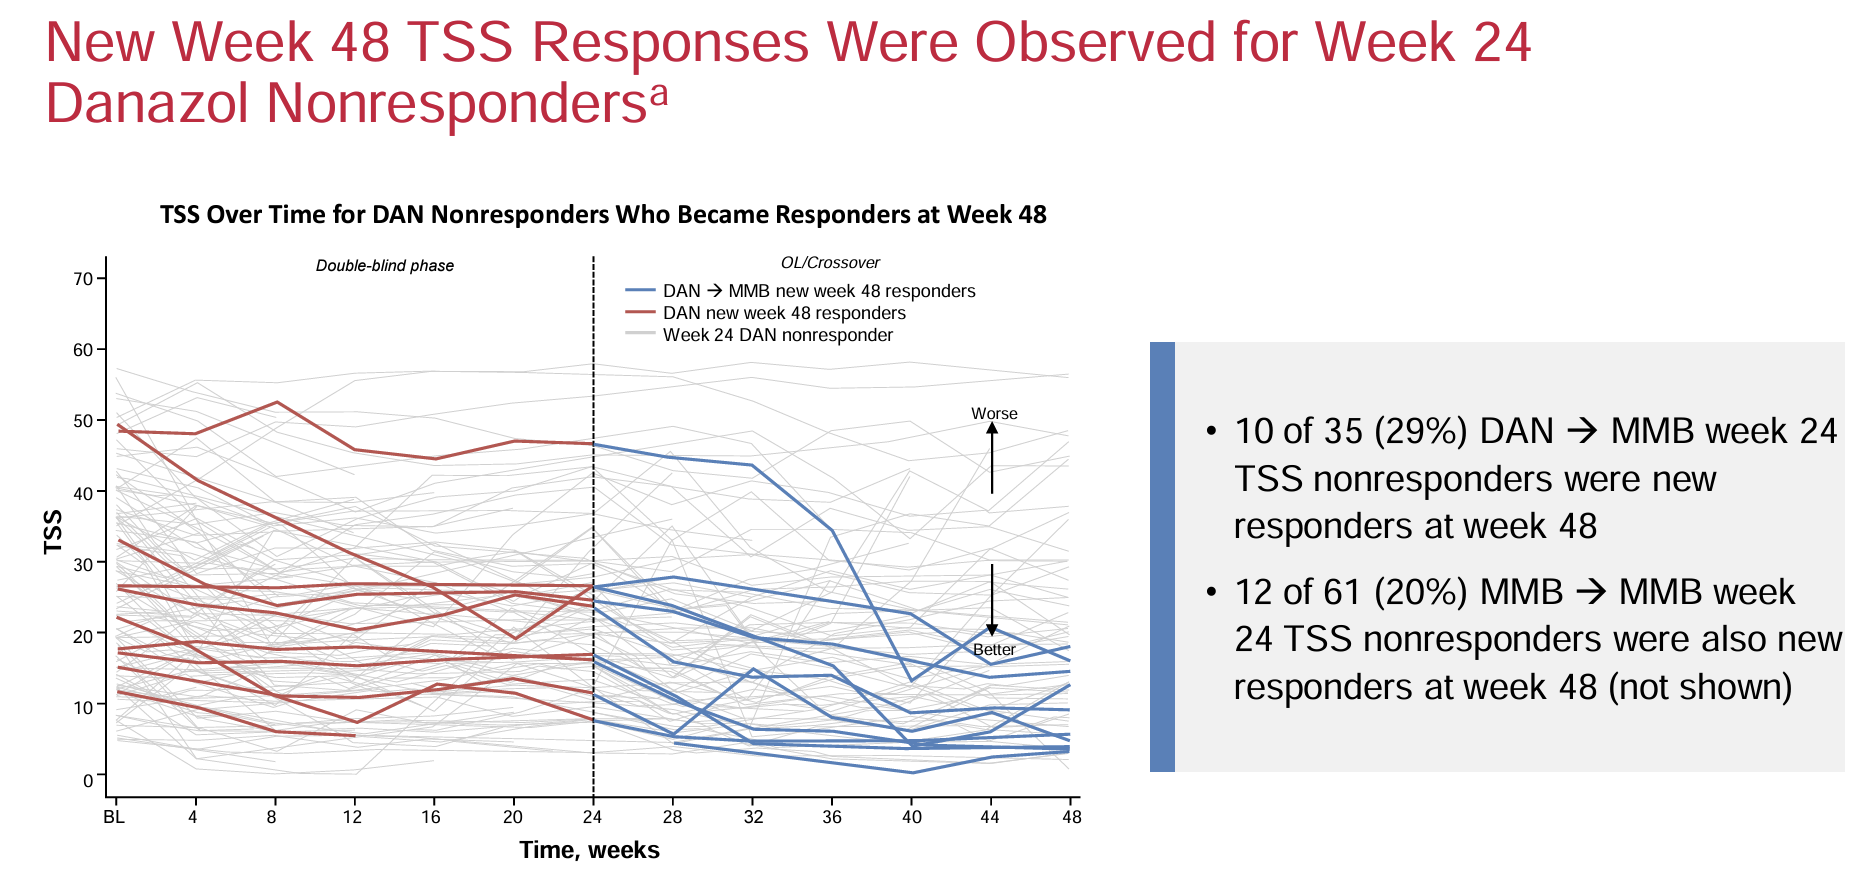 New Week 48 TSS Responses Were Observed for Week 24
Danazol Nonrespondersa
TSS Over Time for DAN Nonresponders Who Became Responders at Week 48
Double-blind phase
OL/Crossover
DAN → MMB new week 48 responders
DAN new week 48 responders
Week 24 DAN nonresponder
Worse
Better
TSS
70
60
50
40
30
20
10
0
BL 4 8 12 16 20 24 28 32 36 40 44 48
Time, weeks
• 10 of 35 (29%) DAN → MMB week 24
TSS nonresponders were new
responders at week 48
• 12 of 61 (20%) MMB → MMB week
24 TSS nonresponders were also new
responders at week 48 (not shown)